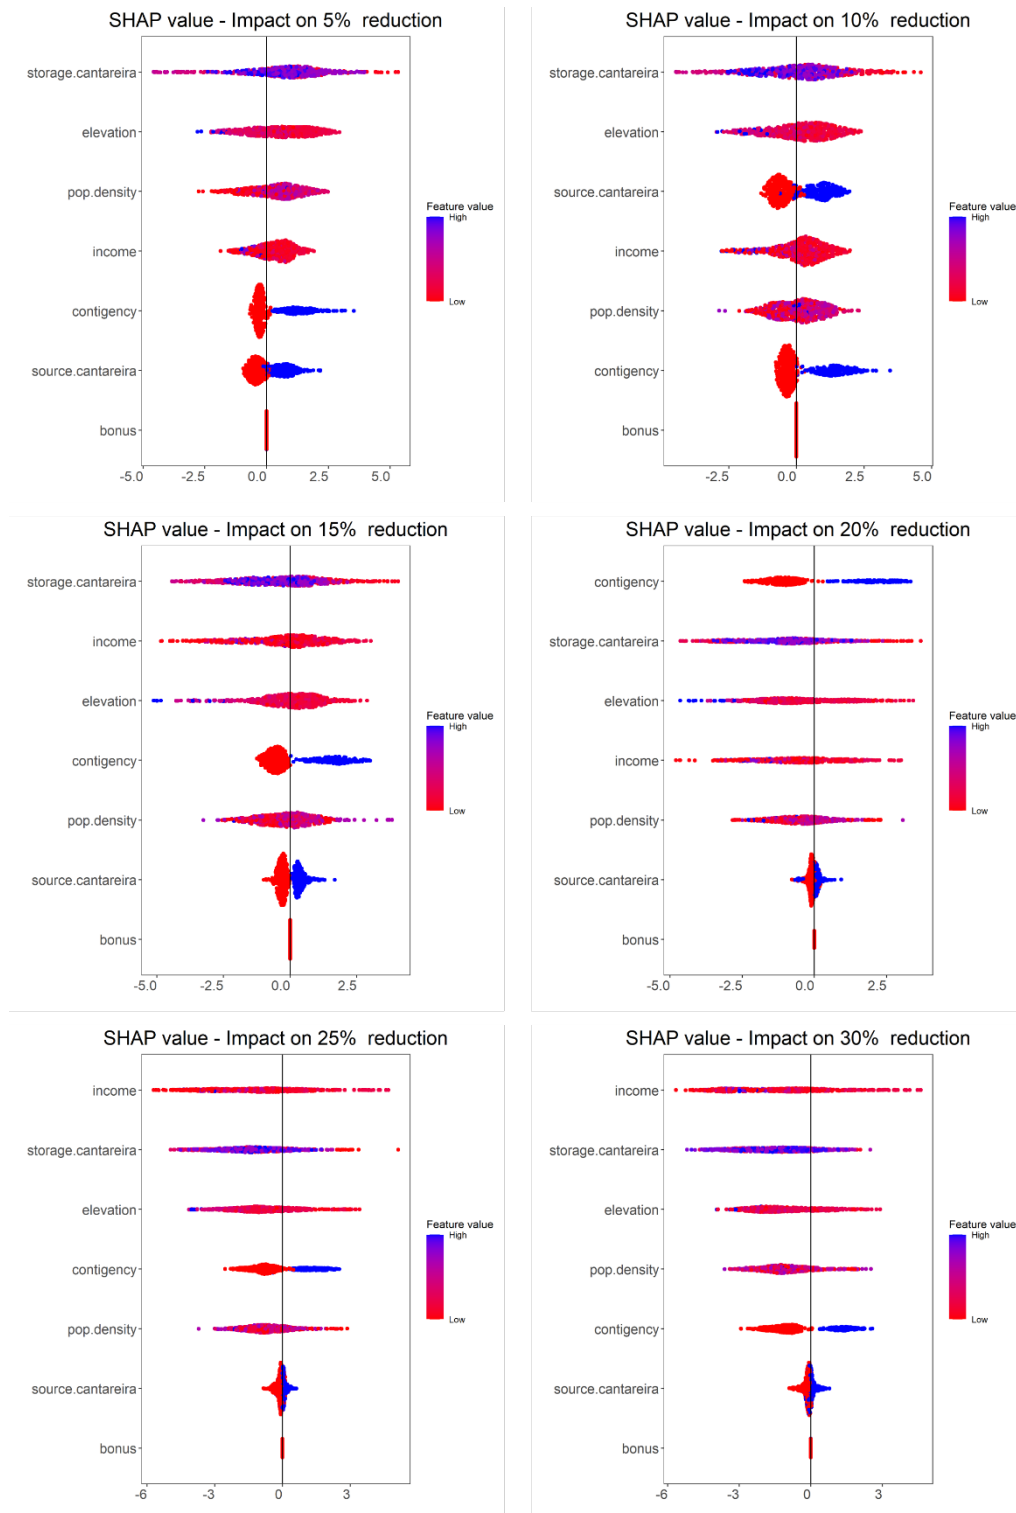 SHAP value - Impact on 5%  reduction
storage.cantareira
elevation
pop.density
income
contigency
source.cantareira
bonus
Feature value
High
Low
-5.0 -2.5 0.0 2.5 5.0
SHAP value - Impact on 10%  reduction
storage.cantareira
elevation
source.cantareira
income
pop.density
contigency
bonus
Feature value
High
Low
-2.5 0.0 2.5 5.0
SHAP value - Impact on 15%  reduction
storage.cantareira
income
elevation
contigency
pop.density
source.cantareira
bonus
Feature value
High
Low
-5.0 -2.5 0.0 2.5
SHAP value - Impact on 20%  reduction
contigency
storage.cantareira
elevation
income
pop.density
source.cantareira
bonus
Feature value
High
Low
-5.0 -2.5 0.0 2.5
SHAP value - Impact on 25%  reduction
income
storage.cantareira
elevation
contigency
pop.density
source.cantareira
bonus
Feature value
High
Low
-6 -3 0 3
SHAP value - Impact on 30%  reduction
income
storage.cantareira
elevation
pop.density
contigency
source.cantareira
bonus
Feature value
High
Low
-6 -3 0 3